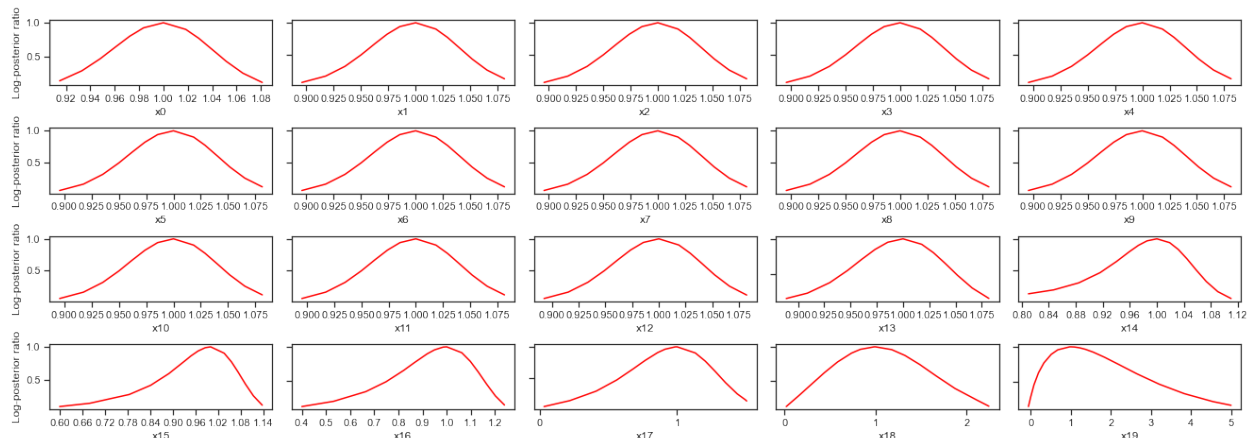 Log-posterior ratio
1.0
0.5
0.92 0.94 0.96 0.98 1.00 1.02 1.04 1.06 1.08
x0
0.900 0.925 0.950 0.975 1.000 1.025 1.050 1.075
x1
0.900 0.925 0.950 0.975 1.000 1.025 1.050 1.075
x2
0.900 0.925 0.950 0.975 1.000 1.025 1.050 1.075
x3
0.900 0.925 0.950 0.975 1.000 1.025 1.050 1.075
x4
Log-posterior ratio
1.0
0.5
0.900 0.925 0.950 0.975 1.000 1.025 1.050 1.075
x5
0.900 0.925 0.950 0.975 1.000 1.025 1.050 1.075
x6
0.900 0.925 0.950 0.975 1.000 1.025 1.050 1.075
x7
0.900 0.925 0.950 0.975 1.000 1.025 1.050 1.075
x8
0.900 0.925 0.950 0.975 1.000 1.025 1.050 1.075
x9
Log-posterior ratio
1.0
0.5
0.900 0.925 0.950 0.975 1.000 1.025 1.050 1.075
x10
0.900 0.925 0.950 0.975 1.000 1.025 1.050 1.075
x11
0.900 0.925 0.950 0.975 1.000 1.025 1.050 1.075
x12
0.900 0.925 0.950 0.975 1.000 1.025 1.050 1.075
x13
0.80 0.84 0.88 0.92 0.96 1.00 1.04 1.08 1.12
x14
Log-posterior ratio
1.0
0.5
0.60 0.66 0.72 0.78 0.84 0.90 0.96 1.02 1.08 1.14
x15
0.4 0.5 0.6 0.7 0.8 0.9 1.0 1.1 1.2
x16
0 1
x17
0 1 2
x18
0 1 2 3 4 5
x19